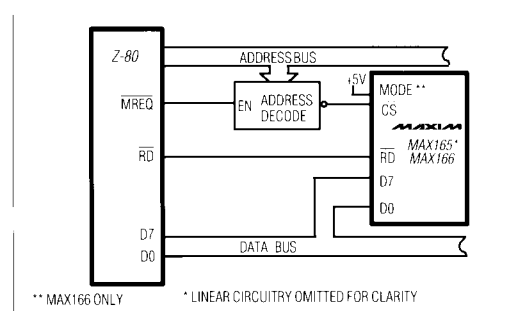 Z-80
ADDRESS BUS
+5V
MREQ
EN ADDRESS DECODE
MODE **
CS
MAXIM
MAX165*
MAX166
RD
RD
D7
D0
D7
D0
DATA BUS
** MAX166 ONLY
* LINEAR CIRCUITRY OMITTED FOR CLARITY